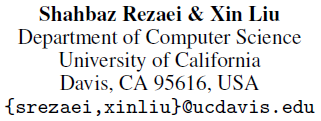 Shahbaz Rezaei & Xin Liu
Department of Computer Science
University of California
Davis, CA 95616, USA
{srezaei,xinliu}@ucdavis.edu